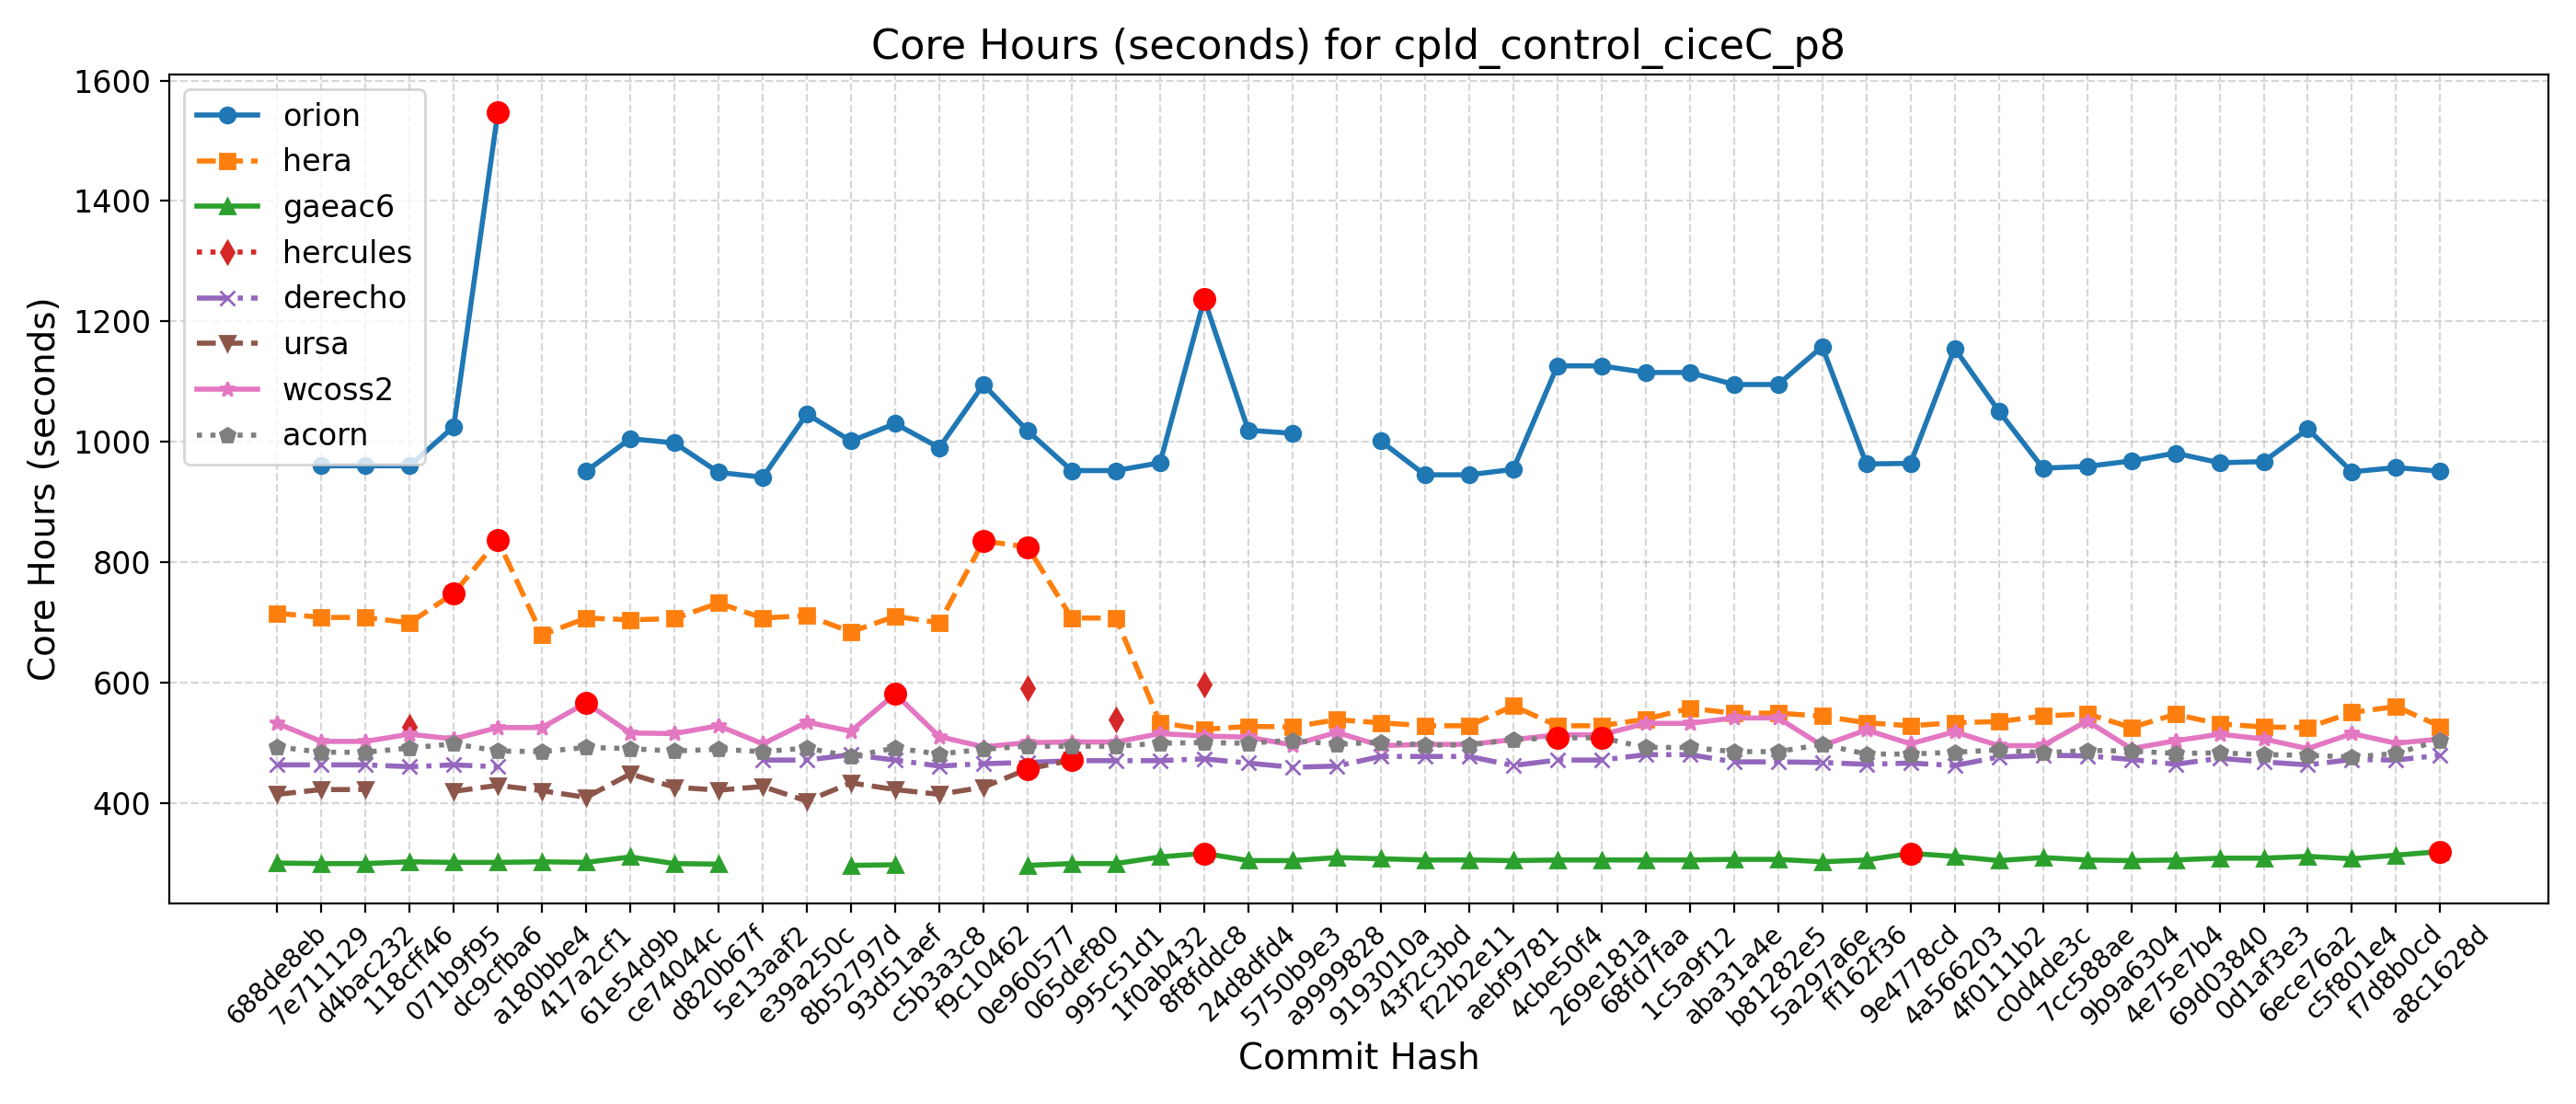 Core Hours (seconds) for cpld_control_ciceC_p8
Core Hours (seconds)
1600
1400
1200
1000
800
600
400
orion
hera
gaeac6
hercules
derecho
ursa
wcoss2
acorn
688de8eb
7e711129
d4bac232
118cff46
071b9f95
dc9cfba6
a180bbe4
417a2cf1
61e54d9b
ce74044c
d820b67f
5e13aaf2
e39a250c
8b52797d
93d51aef
c5b3a3c8
f9c10462
0e960577
065def80
995c51d1
1f0ab432
8f8fddc8
24d8dfd4
5750b9e3
a9999828
9193010a
43f2c3bd
f22b2e11
aebf9781
4cbe50f4
269e181a
68fd7faa
1c5a9f12
aba31a4e
b81282e5
5a297a6e
ff162f36
9e4778cd
4a566203
4f0111b2
c0d4de3c
7cc588ae
9b9a6304
4e75e7b4
69d03840
0d1af3e3
6ece76a2
c5f801e4
f7d8b0cd
a8c1628d
Commit Hash